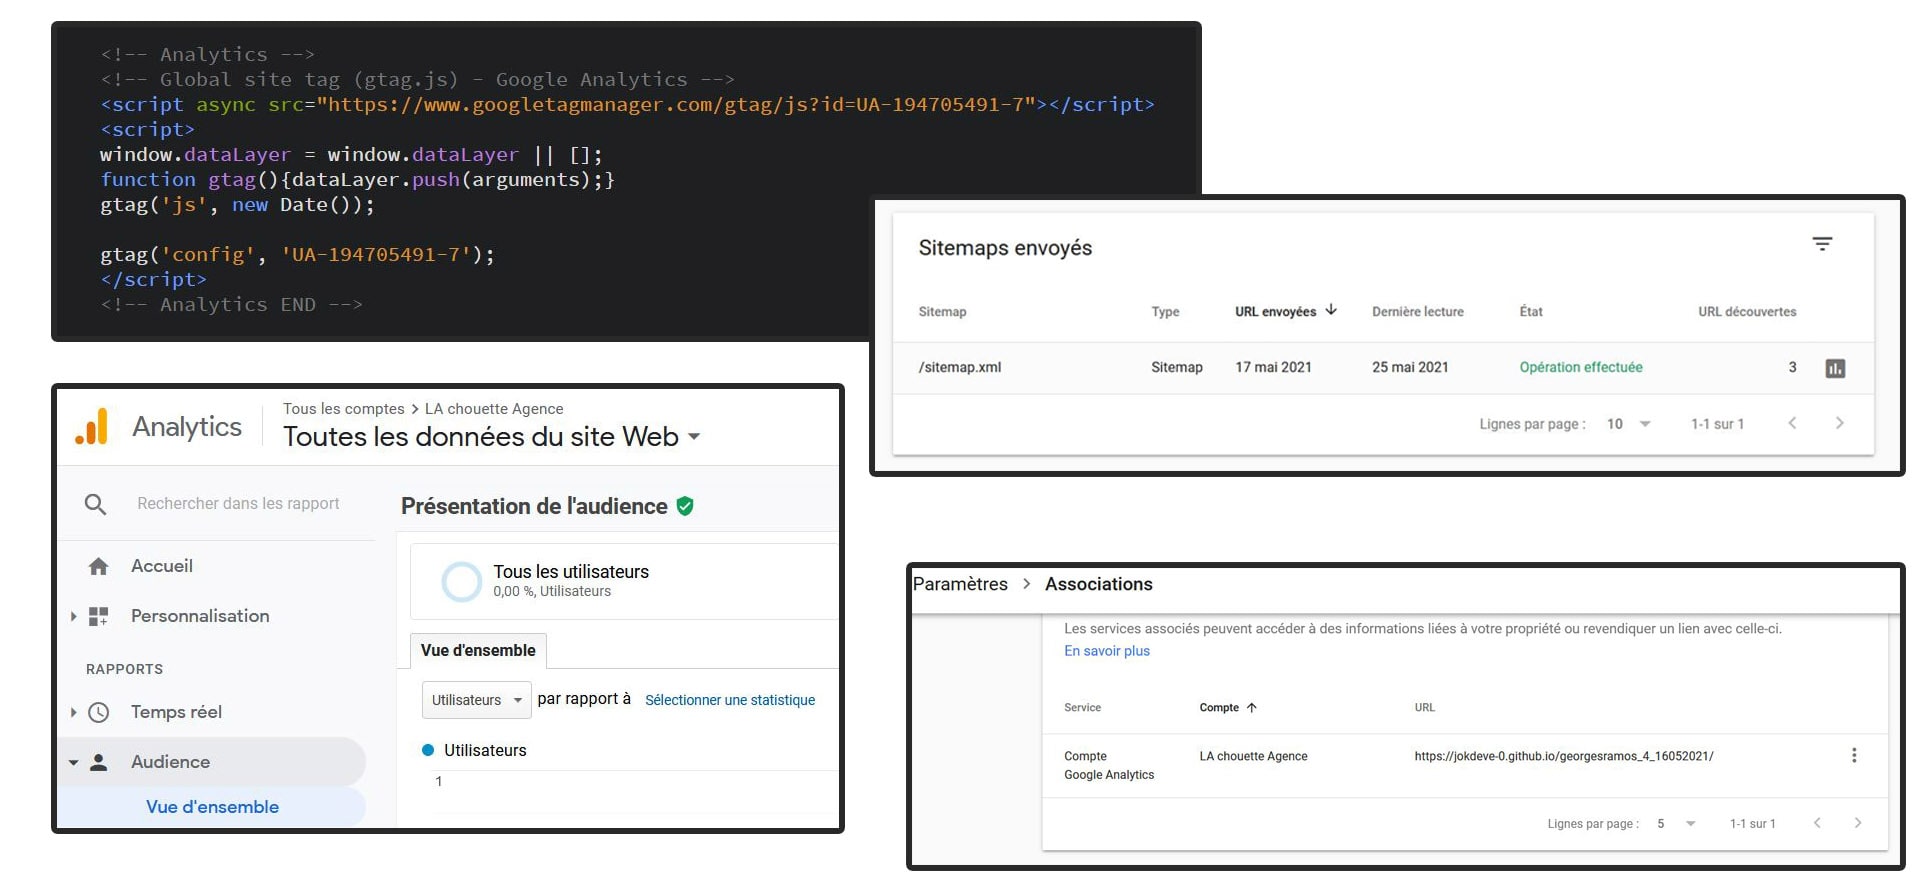 <!-- Analytics -->
<!-- Global site tag (gtag.js) - Google Analytics -->
<script async src="https://www.googletagmanager.com/gtag/js?id=UA-194705491-7"></script>
<script>
window.dataLayer = window.dataLayer || [];
function gtag(){dataLayer.push(arguments);}
gtag('js', new Date());
gtag('config', 'UA-194705491-7');
</script>
<!-- Analytics END -->
Sitemaps envoyés
Sitemap Type URL envoyées Dernière lecture État URL découvertes
/sitemap.xml Sitemap 17 mai 2021 25 mai 2021 Opération effectuée 3
Lignes par page : 10 1-1 sur 1
Analytics
Tous les comptes > LA chouette Agence
Toutes les données du site Web
Rechercher dans les rapport
Accueil
Personnalisation
RAPPORTS
Temps réel
Audience
Vue d'ensemble
Présentation de l'audience
Tous les utilisateurs
0,00 %, Utilisateurs
Vue d'ensemble
Utilisateurs par rapport à Sélectionner une statistique
Utilisateurs
1
Paramètres > Associations
Les services associés peuvent accéder à des informations liées à votre propriété ou revendiquer un lien avec celle-ci.
En savoir plus
Service Compte URL
Compte
Google Analytics LA chouette Agence https://jokdeve-0.github.io/georgesramos_4_16052021/
Lignes par page : 5 1-1 sur 1